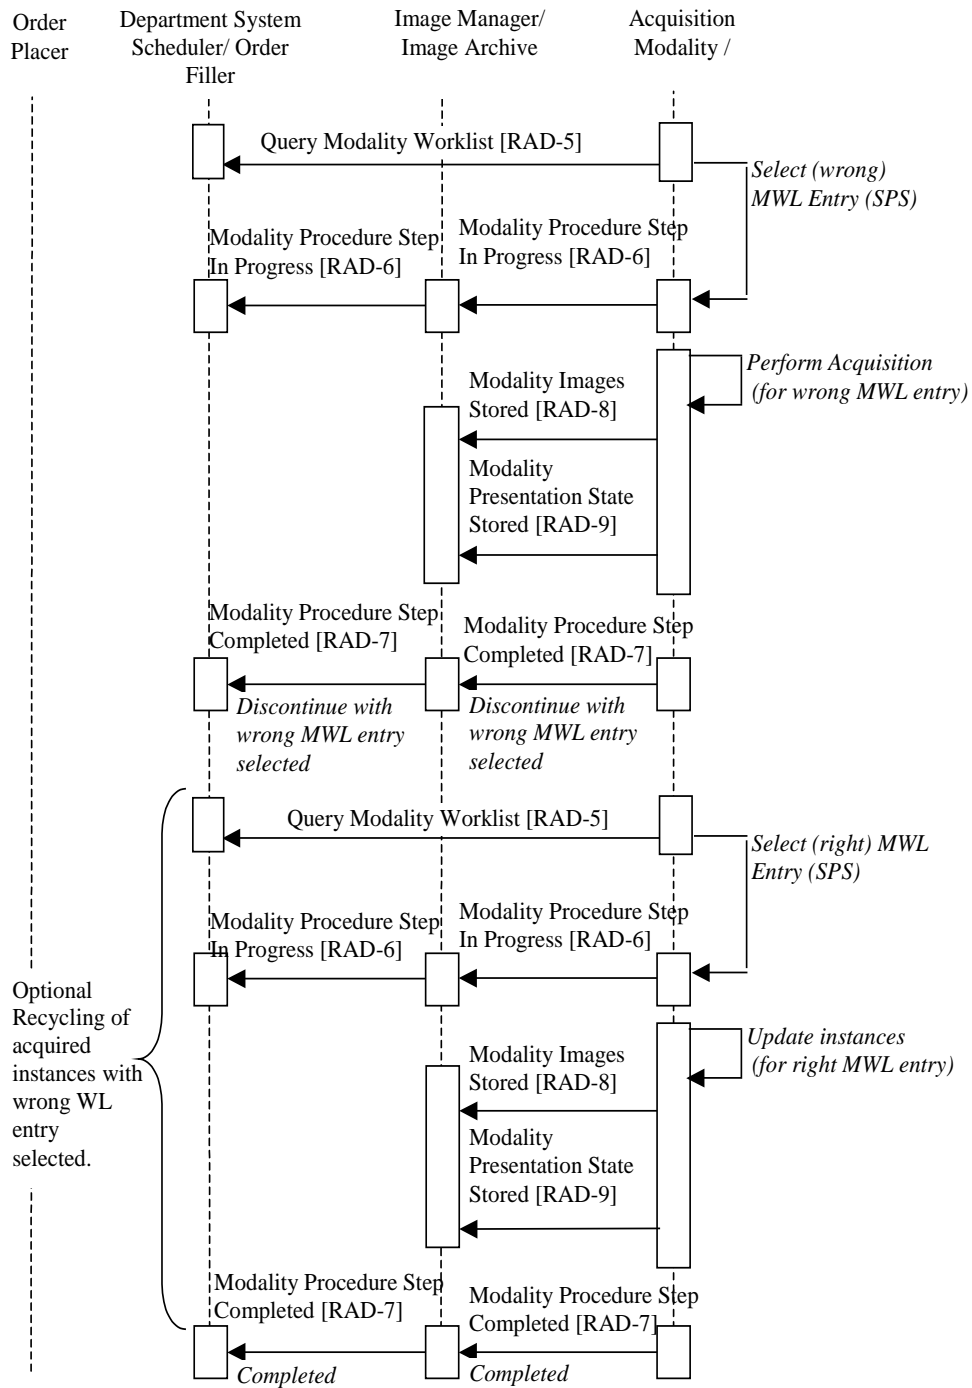 Order
Placer
Department System
Scheduler/ Order
Filler
Image Manager/
Image Archive
Acquisition
Modality /
Query Modality Worklist [RAD-5]
Select (wrong)
MWL Entry (SPS)
Modality Procedure Step
In Progress [RAD-6]
Modality Procedure Step
In Progress [RAD-6]
Perform Acquisition
(for wrong MWL entry)
Modality Images
Stored [RAD-8]
Modality
Presentation State
Stored [RAD-9]
Modality Procedure Step
Completed [RAD-7]
Modality Procedure Step
Completed [RAD-7]
Discontinue with
wrong MWL entry
selected
Discontinue with
wrong MWL entry
selected
Query Modality Worklist [RAD-5]
Select (right) MWL
Entry (SPS)
Modality Procedure Step
In Progress [RAD-6]
Modality Procedure Step
In Progress [RAD-6]
Optional
Recycling of
acquired
instances with
wrong WL
entry
selected.
Update instances
(for right MWL entry)
Modality Images
Stored [RAD-8]
Modality
Presentation State
Stored [RAD-9]
Modality Procedure Step
Completed [RAD-7]
Modality Procedure Step
Completed [RAD-7]
Completed
Completed